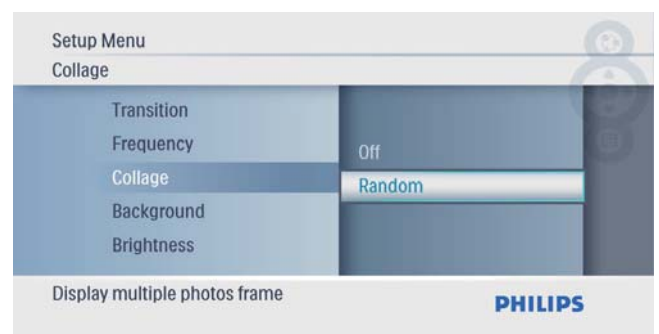 Setup Menu
Collage
Transition
Frequency
Collage
Background
Brightness
Off
Random
Display multiple photos frame
PHILIPS